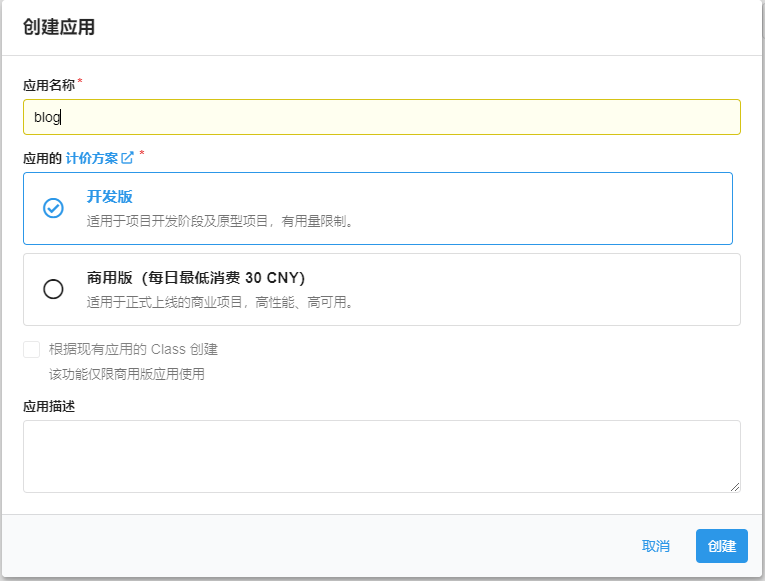 创建应用
应用名称*
blog
应用的 计价方案 *
开发版
适用于项目开发阶段及原型项目，有用量限制。
商用版（每日最低消费 30 CNY）
适用于正式上线的商业项目，高性能、高可用。
根据现有应用的 Class 创建
该功能仅限商用版应用使用
应用描述
取消
创建